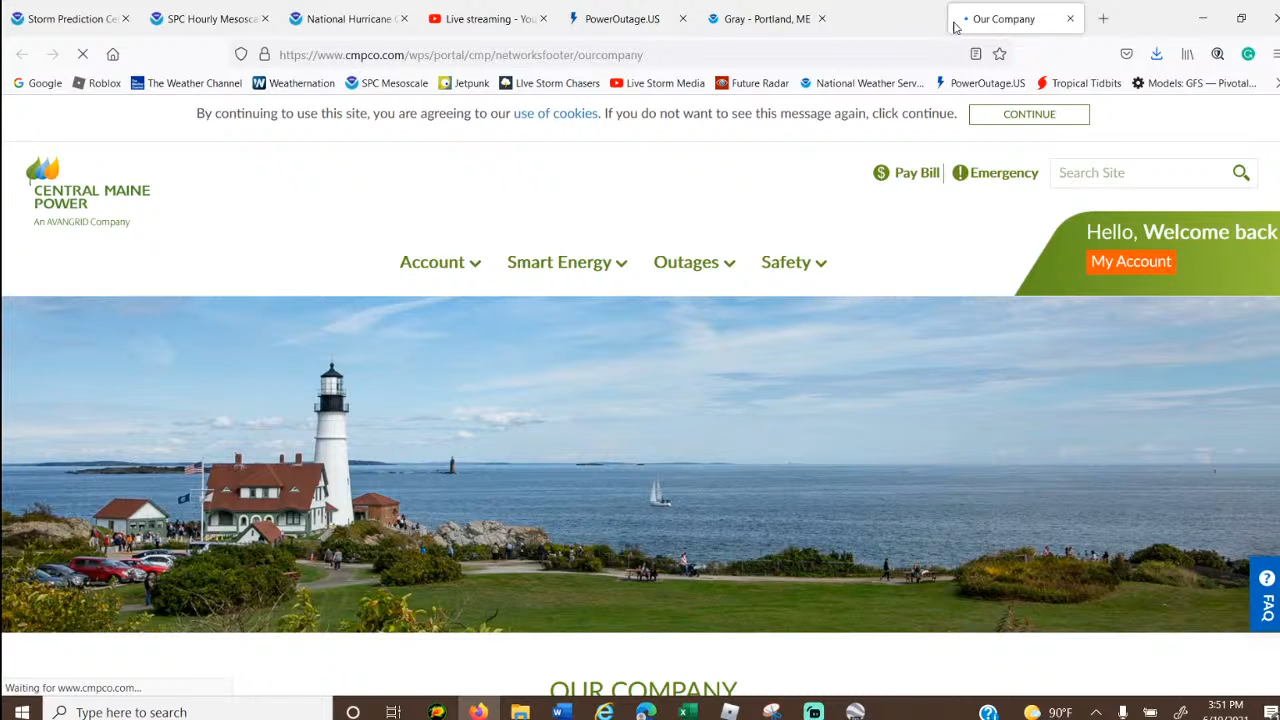 Storm Prediction Ce
SPC Hourly Mesosca
National Hurricane C
Live streaming - You
PowerOutage.US
Gray - Portland, ME
Our Company
https://www.cmpco.com/wps/portal/cmp/networksfooter/ourcompany
Google
Roblox
The Weather Channel
Wethernation
SPC Mesoscale
Jetpunk
Live Storm Chasers
Live Storm Media
Future Radar
National Weather Serv...
PowerOutage.US
Tropical Tidbits
Models: GFS — Pivotal...
By continuing to use this site, you are agreeing to our use of cookies. If you do not want to see this message again, click continue.
CONTINUE
CENTRAL MAINE
POWER
An AVANGRID Company
Pay Bill
Emergency
Search Site
Hello, Welcome back
My Account
Account
Smart Energy
Outages
Safety
FAQ
OUR COMPANY
Waiting for www.cmpco.com...
Type here to search
90°F
3:51 PM